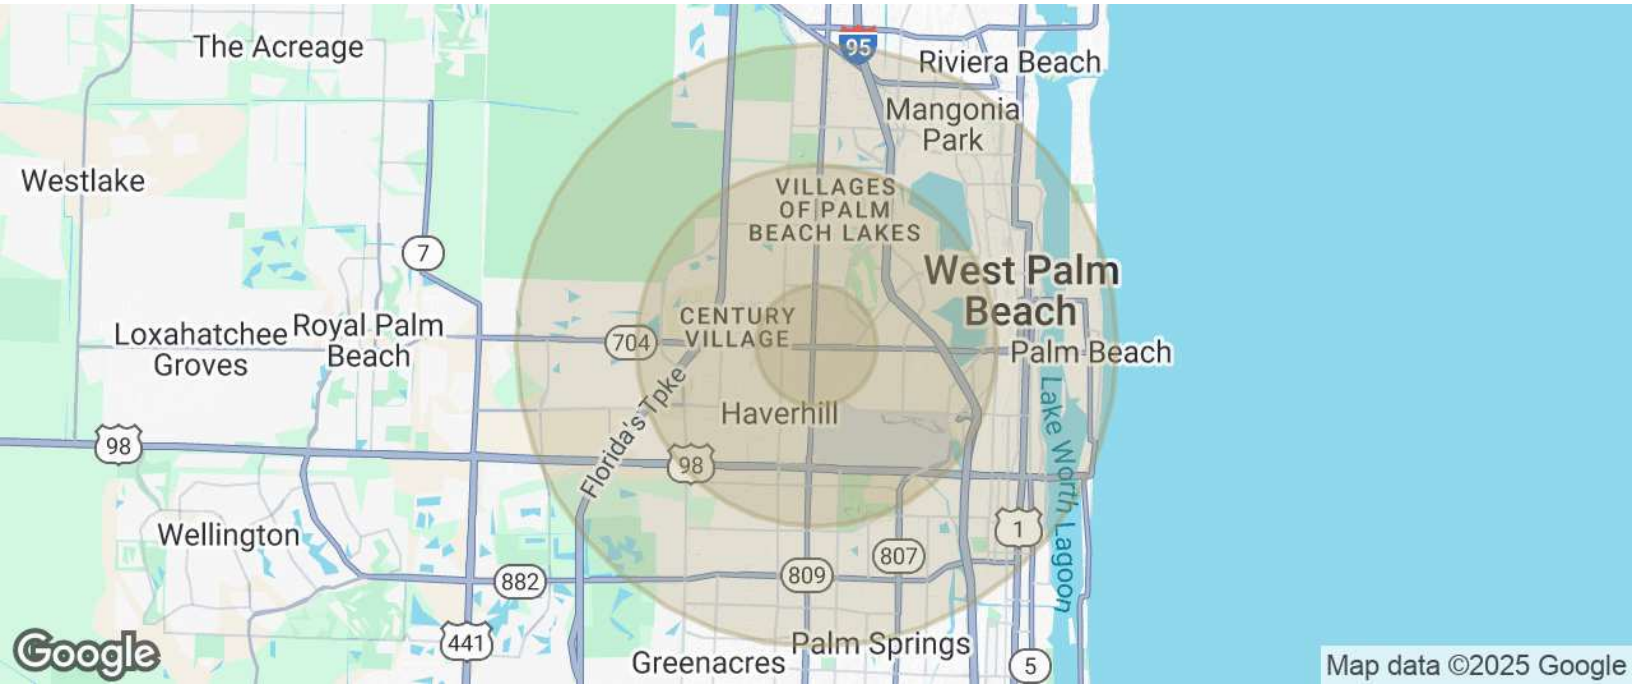 The Acreage
95
Riviera Beach
Mangonia
Park
Westlake
VILLAGES
OF PALM
BEACH LAKES
7
West Palm
Beach
CENTURY
VILLAGE
Loxahatchee
Groves
Royal Palm
Beach
704
Palm Beach
Haverhill
Florida's Tpke
Lake Worth Lagoon
98
98
Wellington
1
807
882
809
441
Palm Springs
Greenacres
5
Google
Map data ©2025 Google